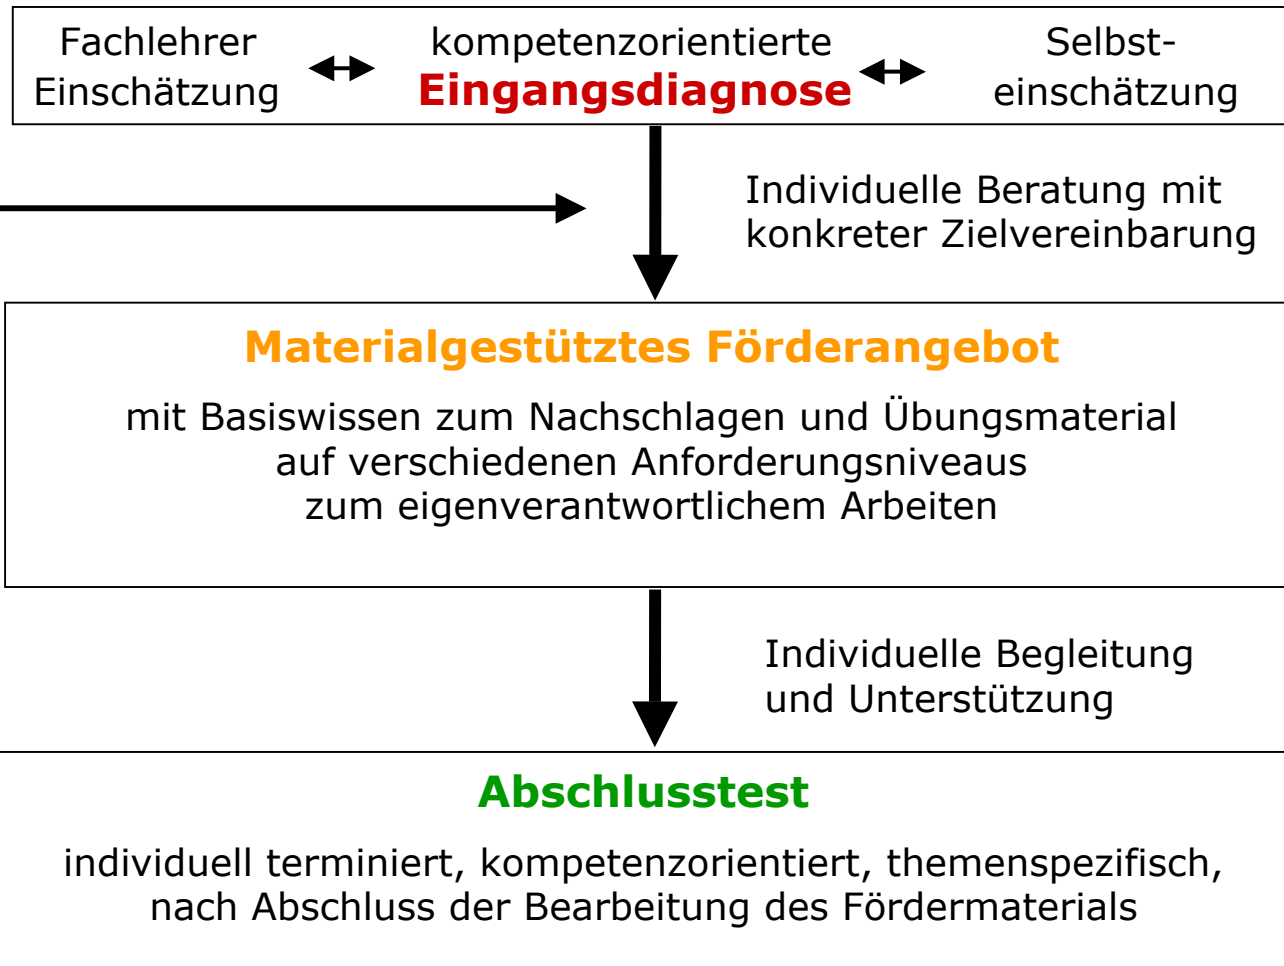 Fachlehrer
Einschätzung
kompetenzorientierte
Eingangsdiagnose
Selbst-
einschätzung
Individuelle Beratung mit
konkreter Zielvereinbarung
Materialgestütztes Förderangebot
mit Basiswissen zum Nachschlagen und Übungsmaterial
auf verschiedenen Anforderungsniveaus
zum eigenverantwortlichem Arbeiten
Individuelle Begleitung
und Unterstützung
Abschlusstest
individuell terminiert, kompetenzorientiert, themenspezifisch,
nach Abschluss der Bearbeitung des Fördermaterials